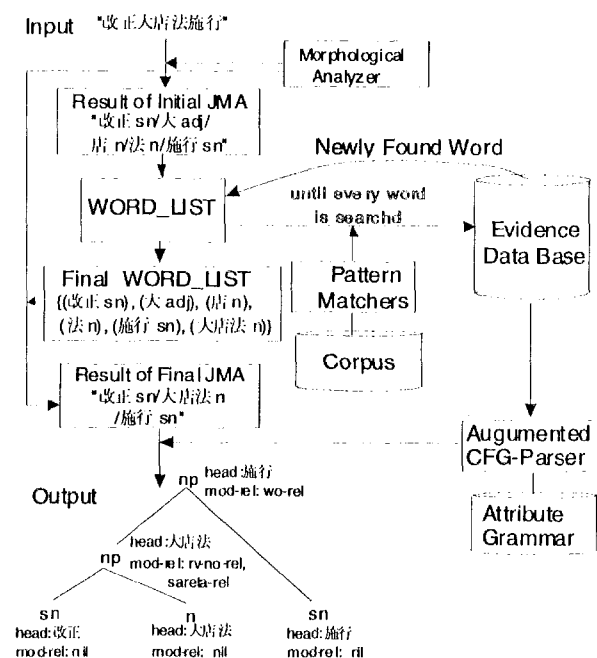 Input
"改正大店法施行"
Morphological
Analyzer
Result of Initial JMA
"改正 sn/大 adj/
店 n/法 n/施行 sn"
Newly Found Word
WORD_LIST
until every word
is searchd
Evidence
Data Base
Final WORD_LIST
{(改正 sn), (大 adj), (店 n),
(法 n), (施行 sn), (大店法 n)}
Pattern
Matchers
Corpus
Result of Final JMA
"改正 sn/大店法 n
/施行 sn"
Augumented
CFG-Parser
Attribute
Grammar
Output
np
head:施行
mod-rel: wo-rel
np
head:大店法
mod-rel: rv-no-rel,
sareta-rel
sn
head:改正
mod-rel: nil
n
head:大店法
mod-rel: nil
sn
head:施行
mod-rel: nil